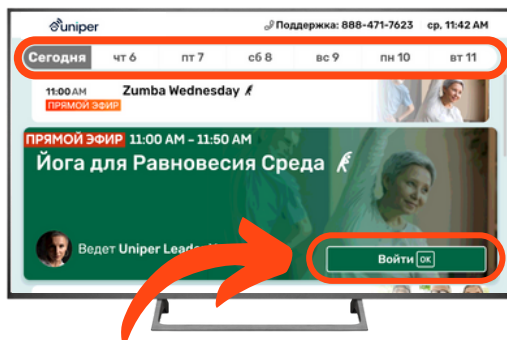 uniper
Поддержка: 888-471-7623 ср, 11:42 AM
Сегодня чт 6 пт 7 сб 8 вс 9 пн 10 вт 11
11:00 AM Zumba Wednesday
ПРЯМОЙ ЭФИР
ПРЯМОЙ ЭФИР 11:00 AM – 11:50 AM
Йога для Равновесия Среда
Ведет Uniper Leader
Войти OK